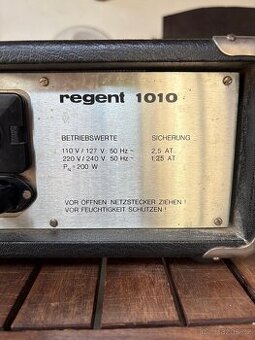 regent 1010
BETRIEBSWERTE SICHERUNG
110 V / 127 V 50 Hz ~ 2,5 AT
220 V / 240 V 50 Hz ~ 1,25 AT
P = 200 W
VOR ÖFFNEN NETZSTECKER ZIEHEN !
VOR FEUCHTIGKEIT SCHÜTZEN !